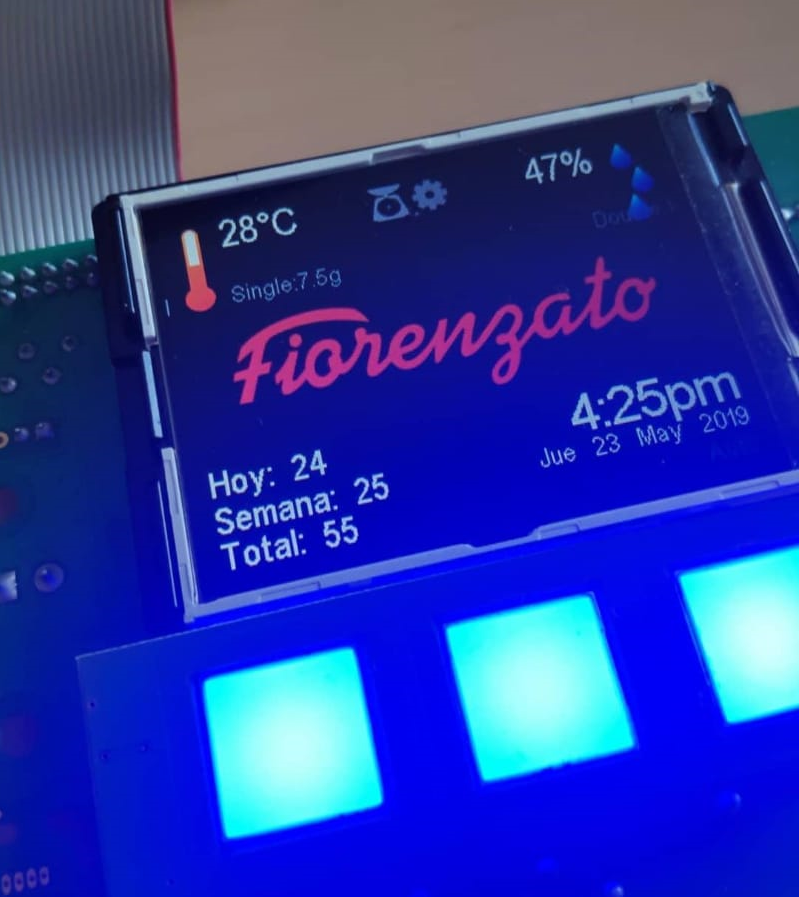 28°C
47%
Single:7.5g
Fiorenzato
4:25pm
Jue 23 May 2019
Hoy: 24
Semana: 25
Total: 55